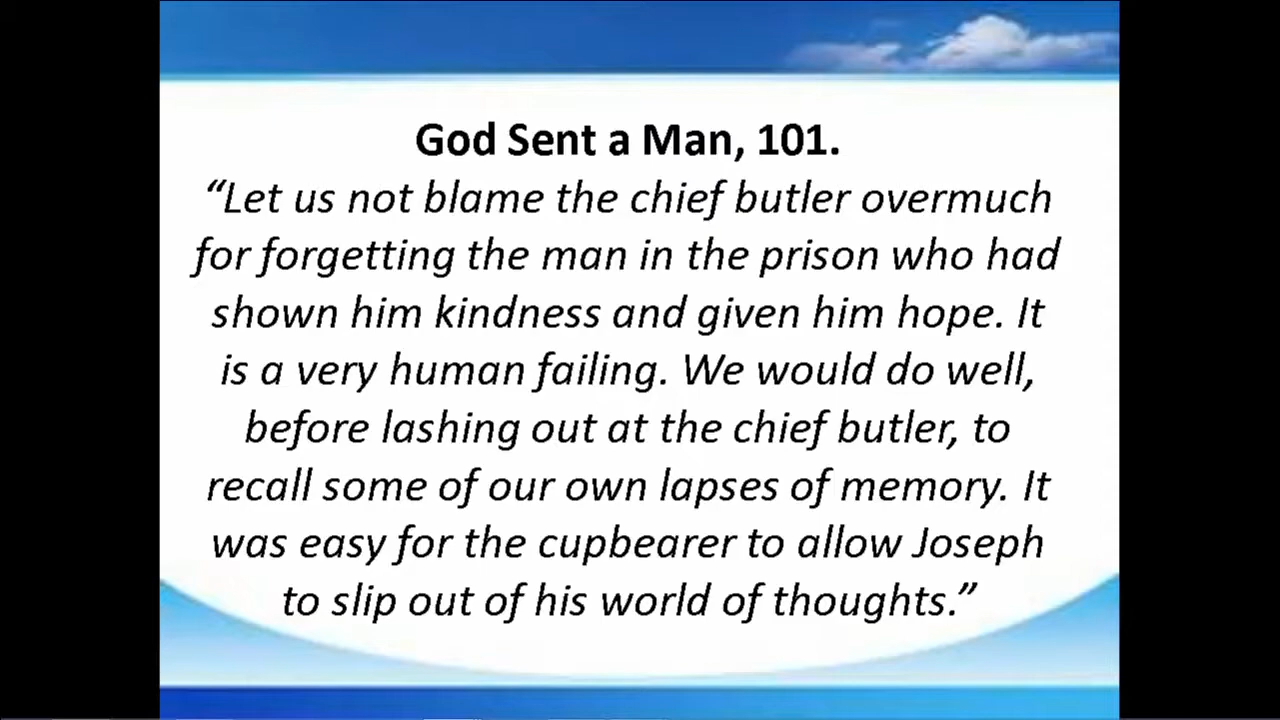 God Sent a Man, 101.
“Let us not blame the chief butler overmuch
for forgetting the man in the prison who had
shown him kindness and given him hope. It
is a very human failing. We would do well,
before lashing out at the chief butler, to
recall some of our own lapses of memory. It
was easy for the cupbearer to allow Joseph
to slip out of his world of thoughts.”